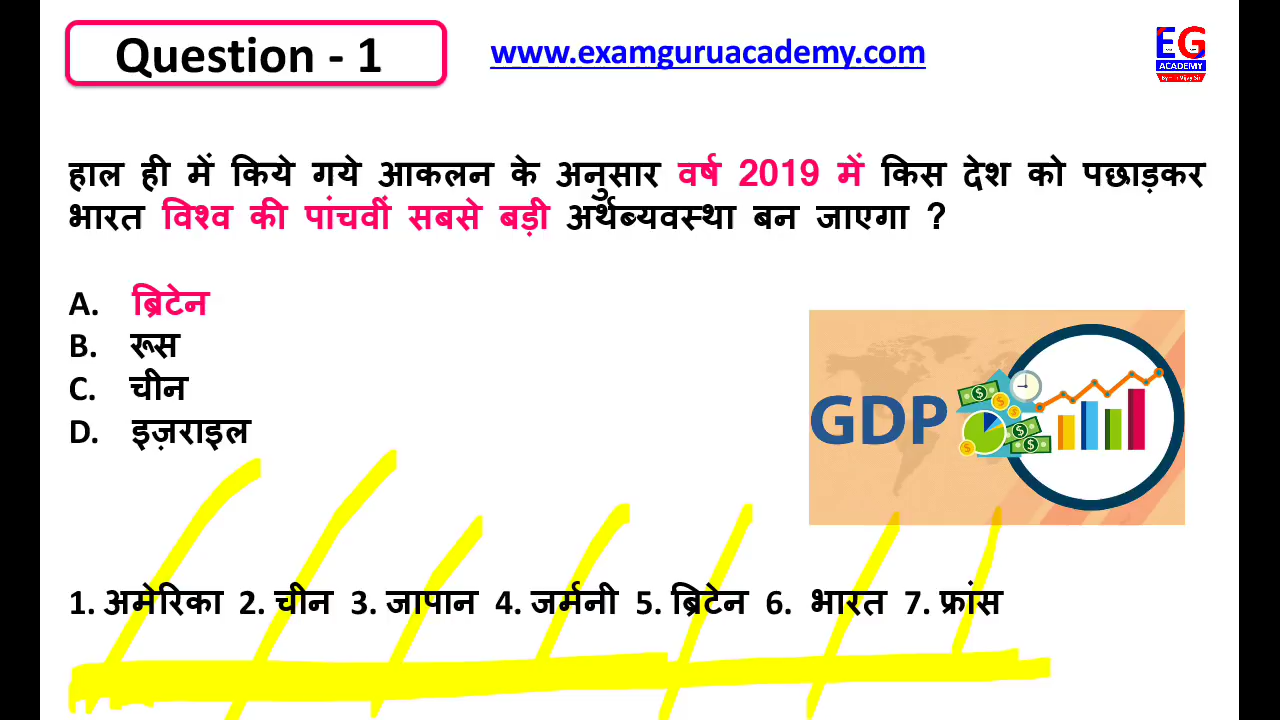 Question - 1
www.examguruacademy.com
EG
ACADEMY
हाल ही में किये गये आकलन के अनुसार वर्ष 2019 में किस देश को पछाड़कर
भारत विश्व की पांचवीं सबसे बड़ी अर्थब्यवस्था बन जाएगा ?
A. ब्रिटेन
B. रूस
C. चीन
D. इज़राइल
GDP
1. अमेरिका 2. चीन 3. जापान 4. जर्मनी 5. ब्रिटेन 6. भारत 7. फ्रांस